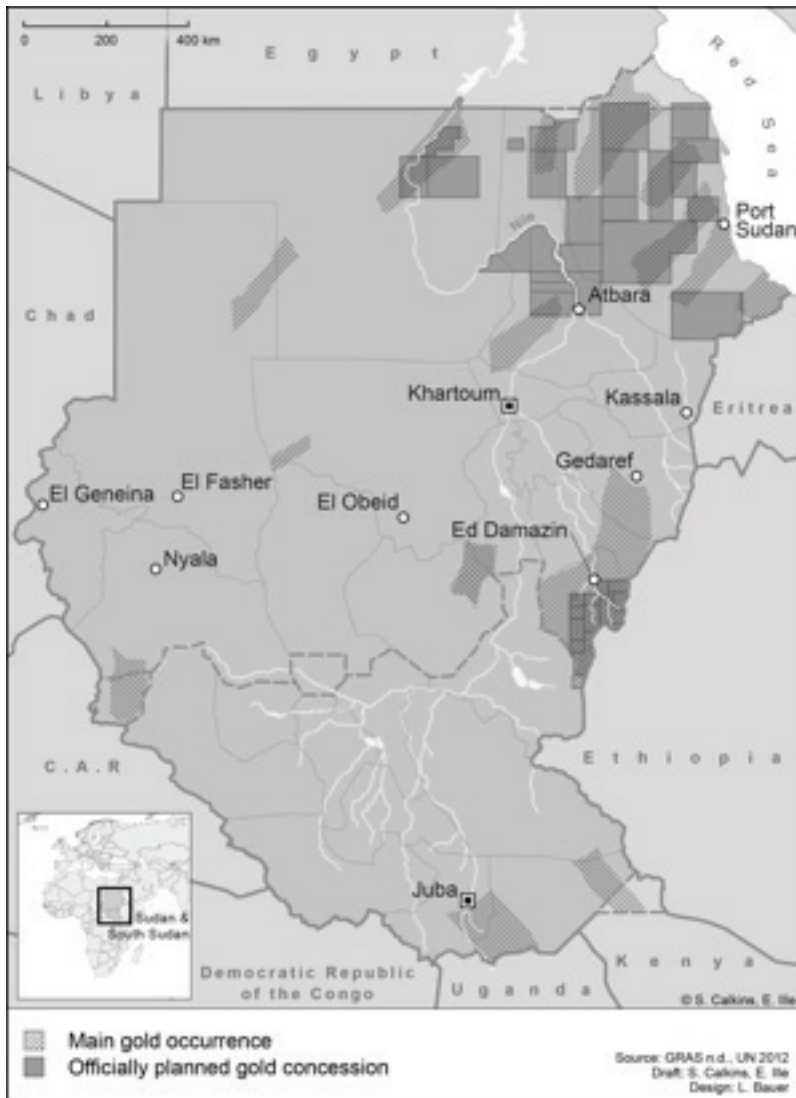 0 200 400 km
Egypt
Libya
Red Sea
Port
Sudan
Nile
Atbara
Chad
Khartoum
Kassala
Eritrea
Gedaref
El Geneina
El Fasher
El Obeid
Ed Damazin
Nyala
Ethiopia
C.A.R
Juba
Sudan &
South Sudan
Kenya
Democratic Republic
of the Congo
Uganda
© S. Calkins, E. Ille
Main gold occurrence
Officially planned gold concession
Source: GRAS n.d., UN 2012
Draft: S. Calkins, E. Ille
Design: L. Bauer